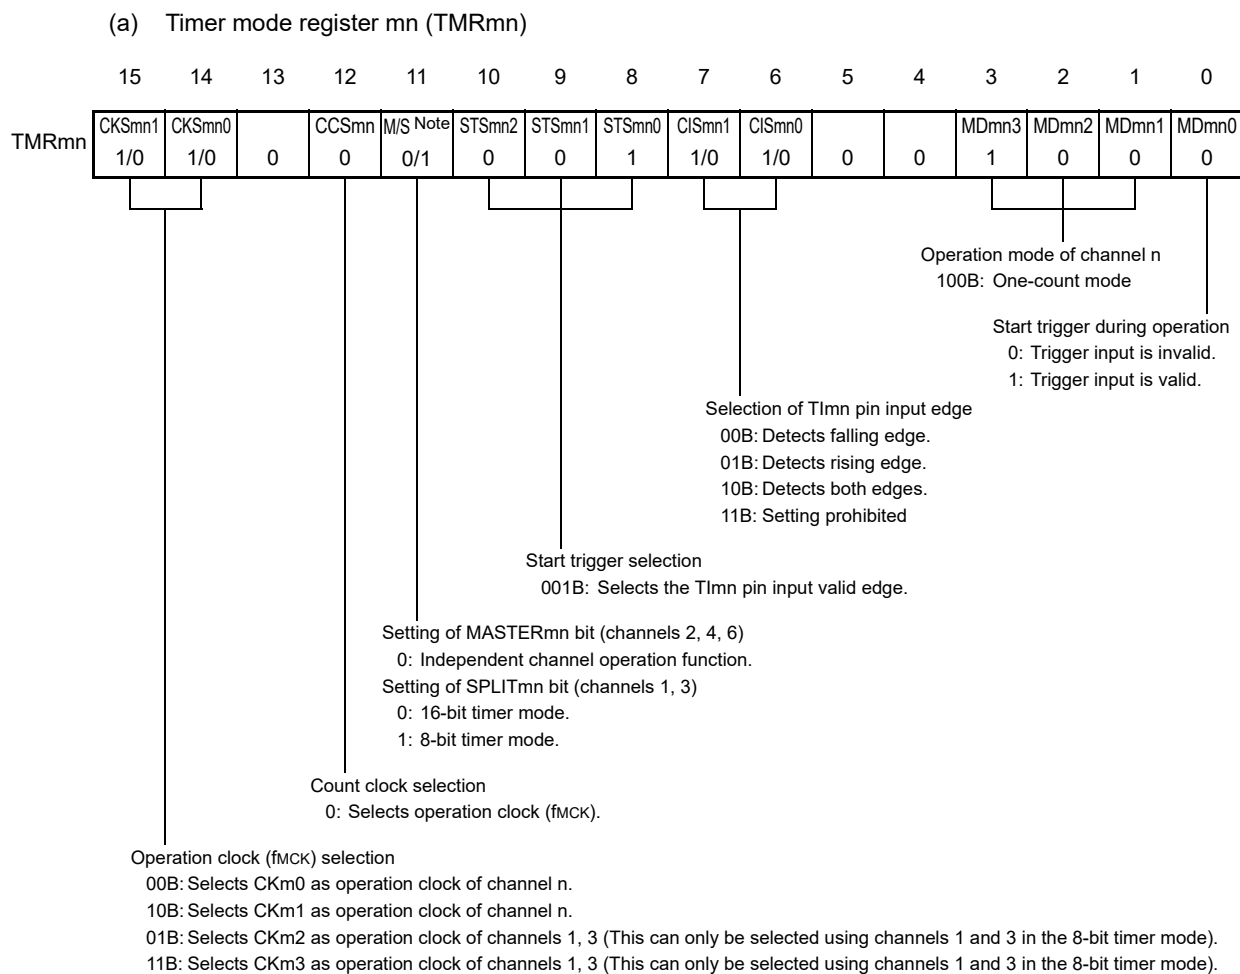 (a) Timer mode register mn (TMRmn)
15 14 13 12 11 10 9 8 7 6 5 4 3 2 1 0
TMRmn
CKSmn1 CKSmn0 CCSmn M/S Note STSmn2 STSmn1 STSmn0 CISmn1 CISmn0 MDmn3 MDmn2 MDmn1 MDmn0
1/0 1/0 0 0 0/1 0 0 1 1/0 1/0 0 0 1 0 0 0
Operation mode of channel n
100B: One-count mode
Start trigger during operation
0: Trigger input is invalid.
1: Trigger input is valid.
Selection of TImn pin input edge
00B: Detects falling edge.
01B: Detects rising edge.
10B: Detects both edges.
11B: Setting prohibited
Start trigger selection
001B: Selects the TImn pin input valid edge.
Setting of MASTERmn bit (channels 2, 4, 6)
0: Independent channel operation function.
Setting of SPLITmn bit (channels 1, 3)
0: 16-bit timer mode.
1: 8-bit timer mode.
Count clock selection
0: Selects operation clock (fMCK).
Operation clock (fMCK) selection
00B: Selects CKm0 as operation clock of channel n.
10B: Selects CKm1 as operation clock of channel n.
01B: Selects CKm2 as operation clock of channels 1, 3 (This can only be selected using channels 1 and 3 in the 8-bit timer mode).
11B: Selects CKm3 as operation clock of channels 1, 3 (This can only be selected using channels 1 and 3 in the 8-bit timer mode).